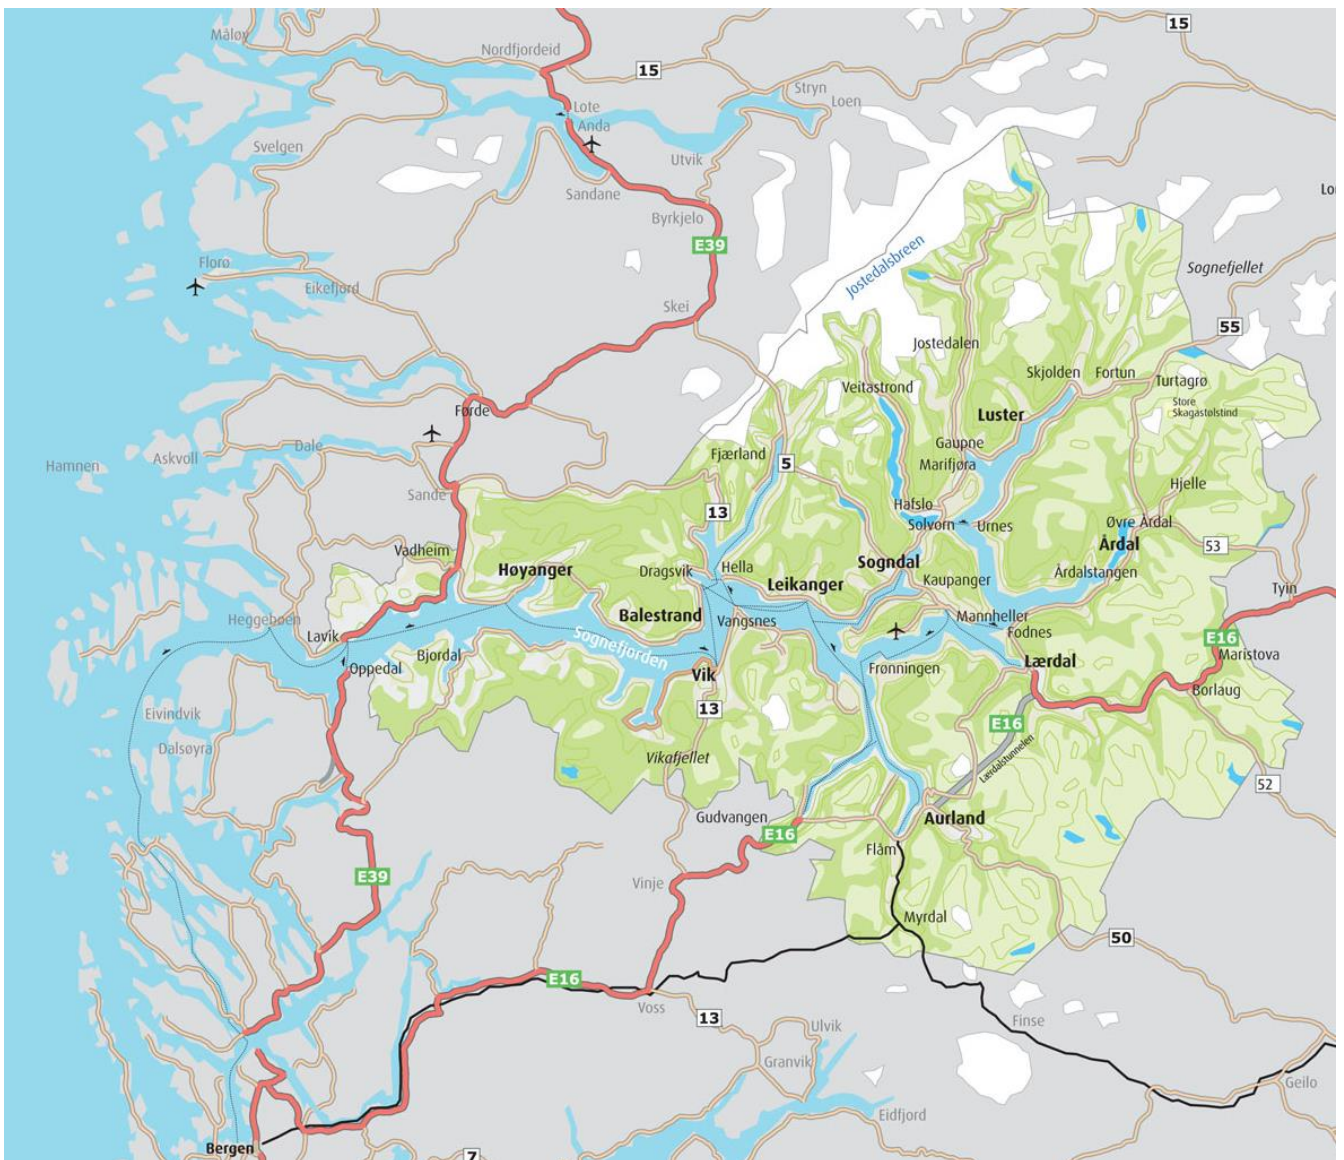 Måløy
Nordfjordeid
15
15
Stryn
Loen
Lote
Anda
Svelgen
Utvik
Sandane
Byrkjelo
E39
Florø
Eikefjord
Skei
Jostedalsbreen
Sognefjellet
55
Jostedalen
Veitastrond
Skjolden
Fortun
Turtagrø
Store
Skagastølstind
Førde
Luster
Dale
Askvoll
Hamnen
Sande
Fjærland
5
Gaupne
Marifjøra
Hjelle
Hafslo
13
Solvorn
Urnes
Øvre Årdal
Årdal
53
Vadheim
Høyanger
Dragsvik
Hella
Leikanger
Sogndal
Kaupanger
Årdalstangen
Tyin
Heggebøen
Lavik
Balestrand
Vangsnes
Mannheller
Fodnes
E16
Maristova
Sognefjorden
Oppedal
Bjordal
Vik
Frønningen
Lærdal
Borlaug
Eivindvik
13
E16
Dalsøyra
Vikafjellet
Lærdalstunnelen
52
Gudvangen
E16
Aurland
Flåm
E39
Vinje
Myrdal
50
E16
Voss
13
Ulvik
Finse
Granvik
Geilo
Eidfjord
Bergen
7